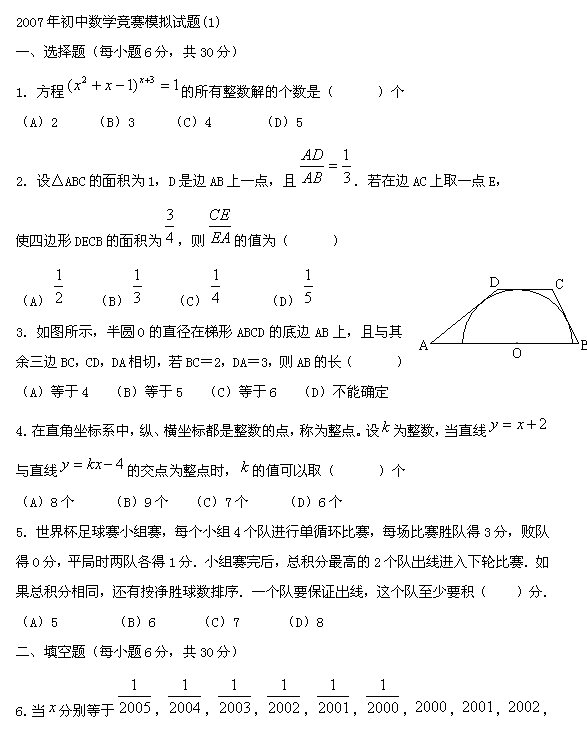 2007年初中数学竞赛模拟试题(1)
一、选择题（每小题6分，共30分）
1. 方程(x²+x−1)^{x+3}=1的所有整数解的个数是（  ）个
（A）2  （B）3  （C）4  （D）5
2. 设△ABC的面积为1，D是边AB上一点，且AD/AB=1/3．若在边AC上取一点E，
使四边形DECB的面积为3/4，则CE/EA的值为（  ）
（A）1/2  （B）1/3  （C）1/4  （D）1/5
3. 如图所示，半圆O的直径在梯形ABCD的底边AB上，且与其
余三边BC，CD，DA相切，若BC＝2，DA＝3，则AB的长（  ）
（A）等于4  （B）等于5  （C）等于6  （D）不能确定
D C
A O B
4.在直角坐标系中，纵、横坐标都是整数的点，称为整点。设k为整数，当直线y=x+2
与直线y=kx−4的交点为整点时，k的值可以取（  ）个
（A）8个  （B）9个  （C）7个  （D）6个
5. 世界杯足球赛小组赛，每个小组4个队进行单循环比赛，每场比赛胜队得3分，败队
得0分，平局时两队各得1分．小组赛完后，总积分最高的2个队出线进入下轮比赛．如
果总积分相同，还有按净胜球数排序．一个队要保证出线，这个队至少要积（  ）分．
（A）5  （B）6  （C）7  （D）8
二、填空题（每小题6分，共30分）
6.当x分别等于1/2005，1/2004，1/2003，1/2002，1/2001，1/2000，2000，2001，2002，